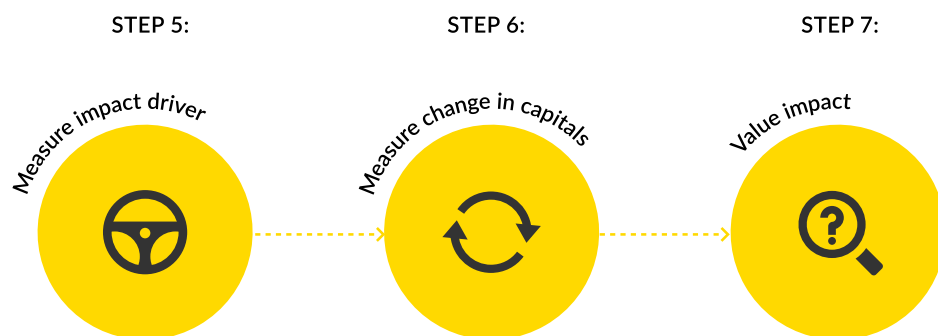 STEP 5:
Measure impact driver
STEP 6:
Measure change in capitals
STEP 7:
Value impact
?